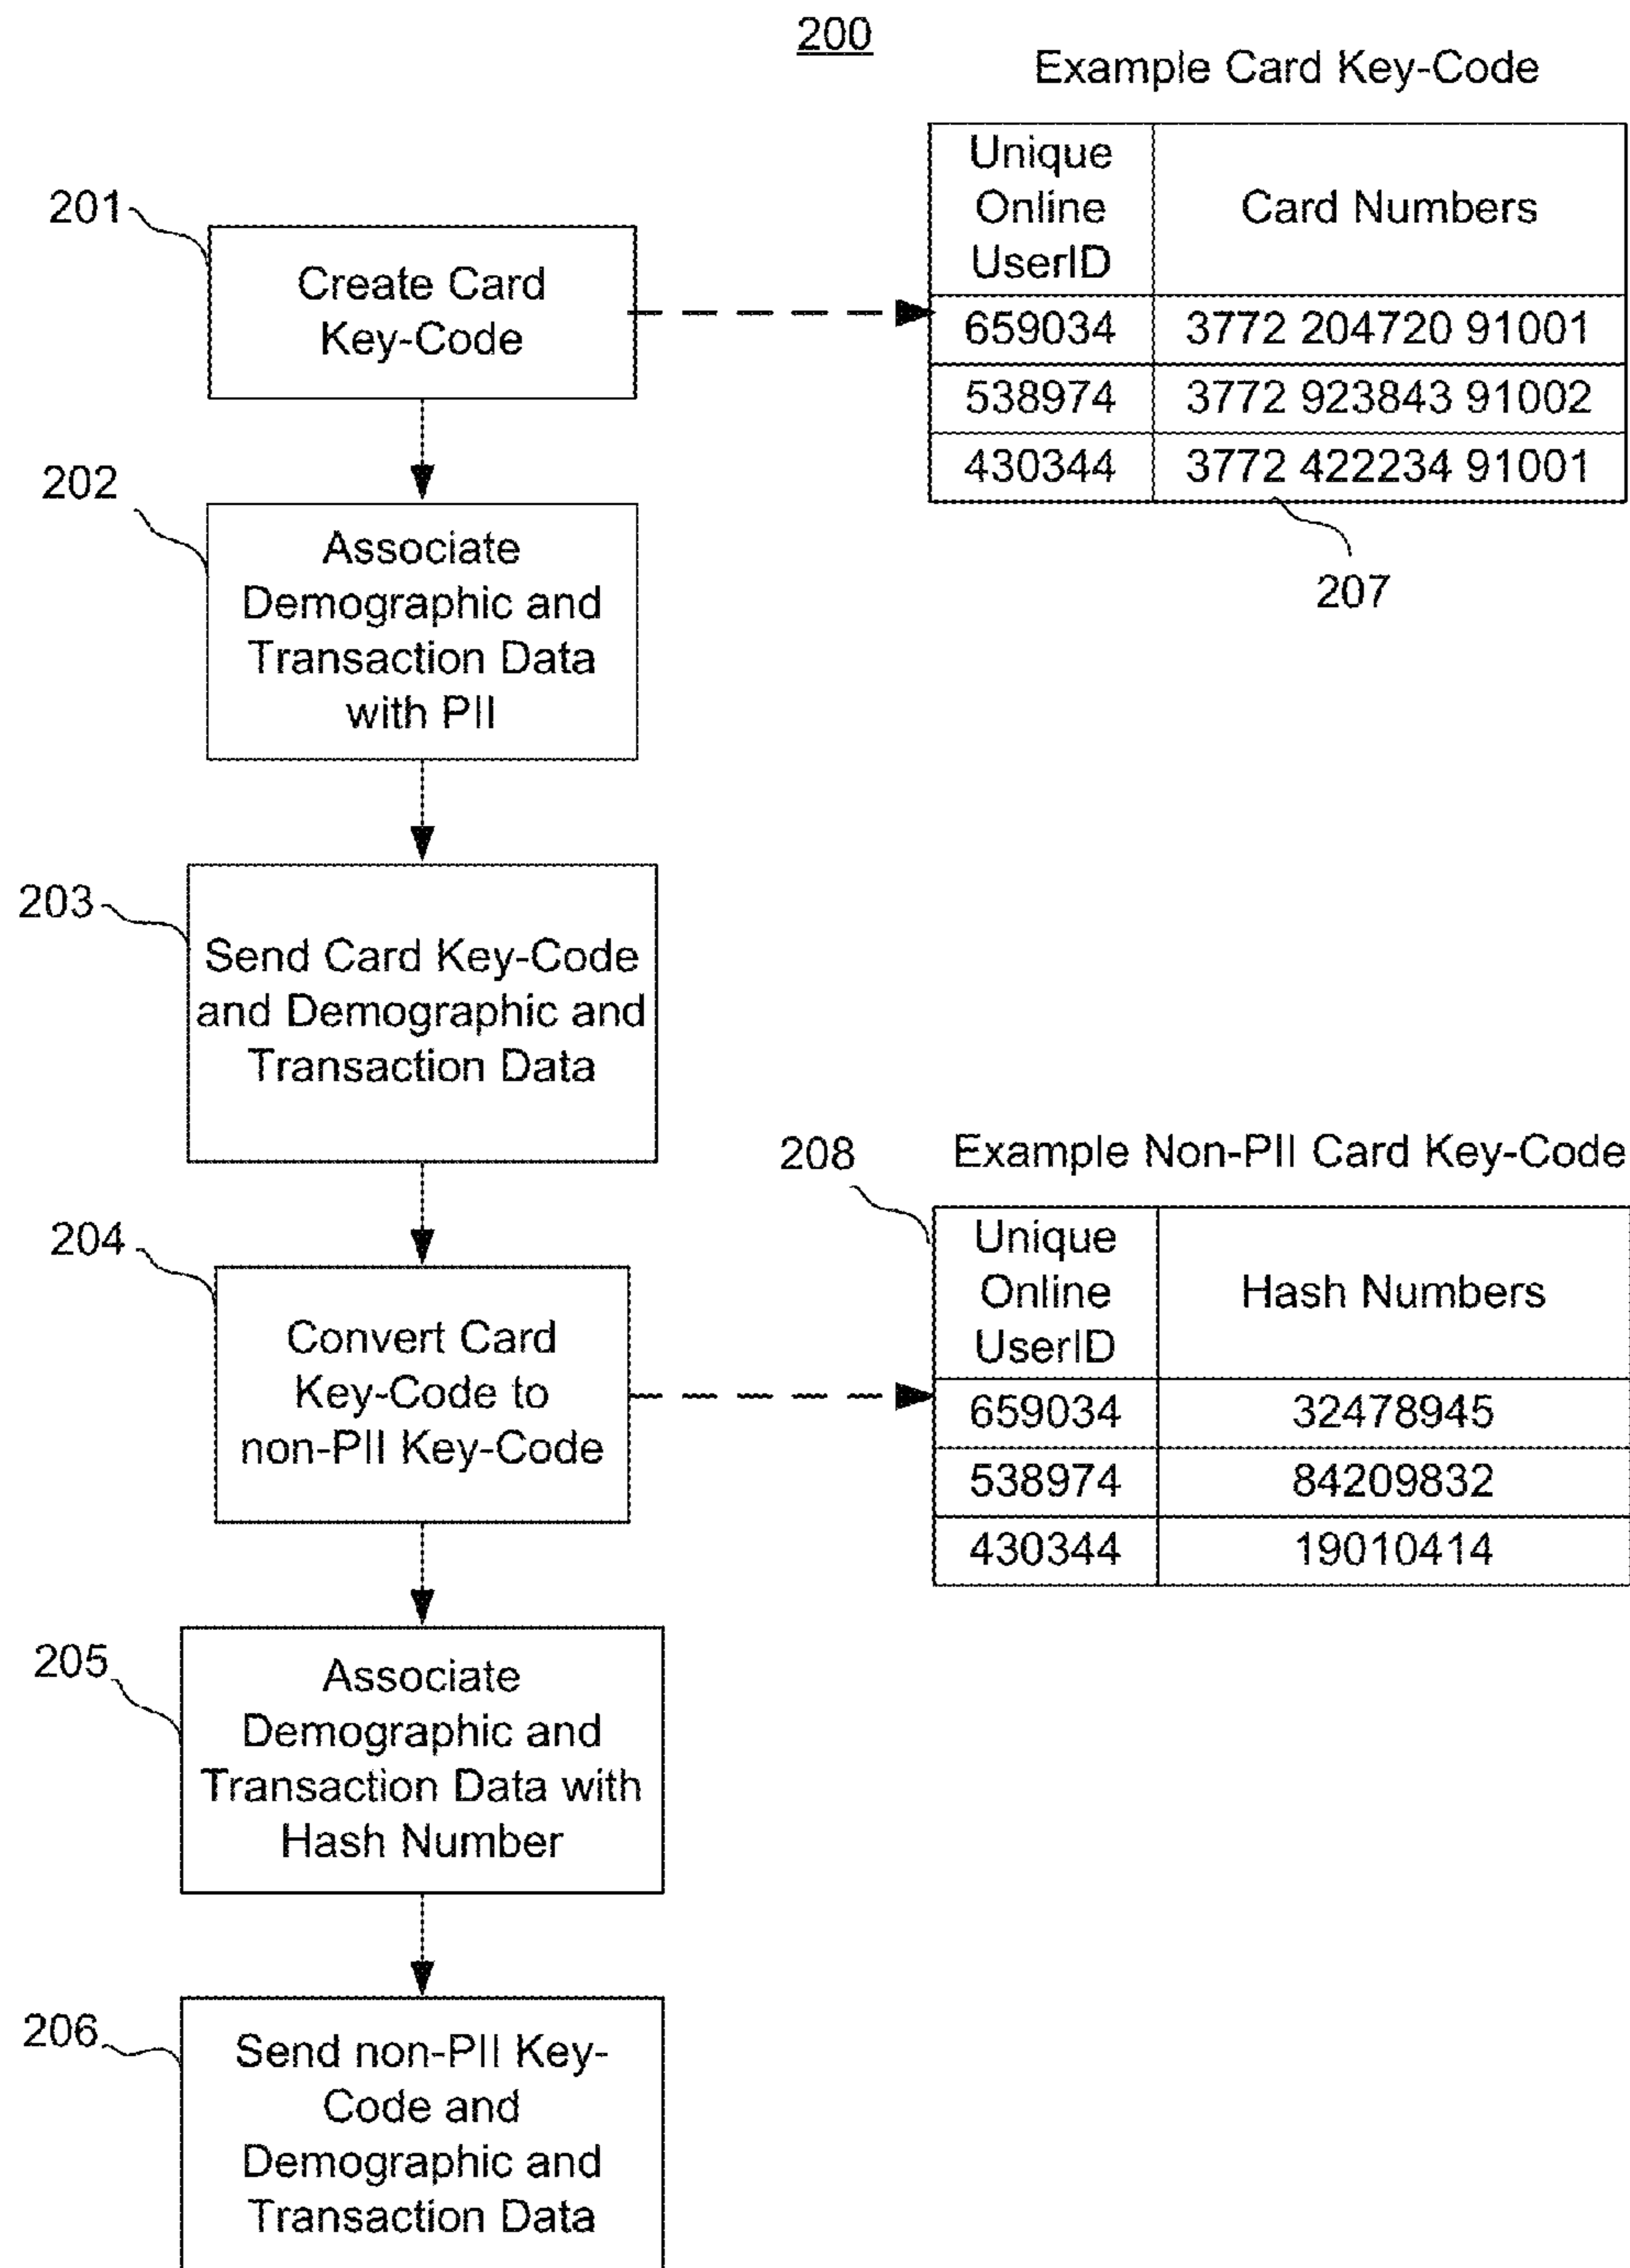 200
Example Card Key-Code
Unique
Online
UserID
Card Numbers
659034 3772 204720 91001
538974 3772 923843 91002
430344 3772 422234 91001
207
201
Create Card
Key-Code
202
Associate
Demographic and
Transaction Data
with PII
203
Send Card Key-Code
and Demographic and
Transaction Data
204
Convert Card
Key-Code to
non-PII Key-Code
208
Example Non-PII Card Key-Code
Unique
Online
UserID
Hash Numbers
659034 32478945
538974 84209832
430344 19010414
205
Associate
Demographic and
Transaction Data with
Hash Number
206
Send non-PII Key-
Code and
Demographic and
Transaction Data